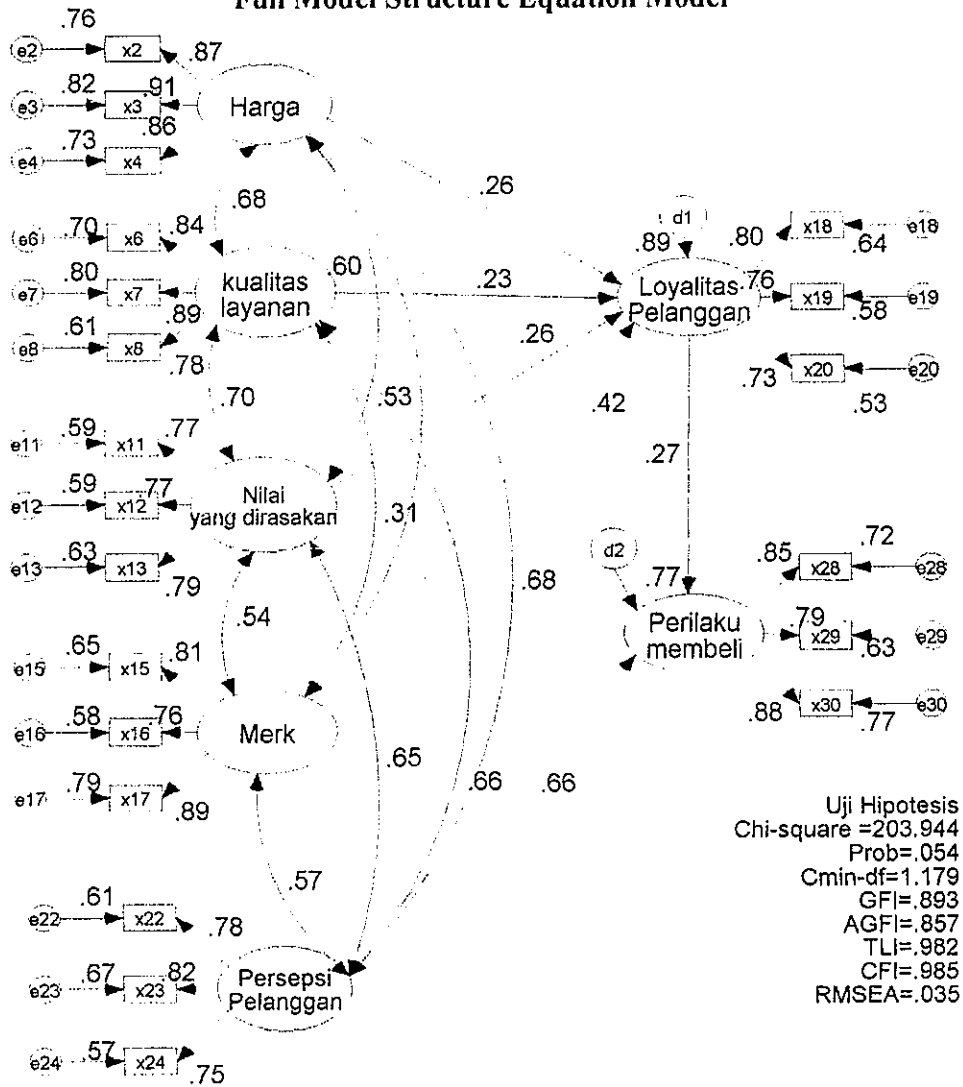 Full Model Structure Equation Model
.76
e2 x2 .87
.82 .91
e3 x3 Harga
.86
.73
e4 x4
.26
.68
d1
.70 .84
e6 x6
.89 .80 x18 e18
.64
.80
e7 x7 kualitas layanan .60
.23
Loyalitas Pelanggan .76 x19 e19
.58
.61 .89
e8 x8
.78
.26
x20 e20
.73 .53
.70 .53 .42
.59 .77
e11 x11
.27
.59 .77
e12 x12 Nilai yang dirasakan
.31
.63
e13 x13
.79
d2
.72
.85 x28 e28
.68
.77
.54
Perilaku membeli .79 x29 e29
.63
.65 .81
e15 x15
x30 e30
.88 .77
.58 .76
e16 x16 Merk
.65
.79
e17 x17
.89
.66 .66
Uji Hipotesis
Chi-square =203.944
Prob=.054
Cmin-df=1.179
GFI=.893
AGFI=.857
TLI=.982
CFI=.985
RMSEA=.035
.57
.61
e22 x22 .78
.67 .82
e23 x23 Persepsi Pelanggan
.57
e24 x24
.75